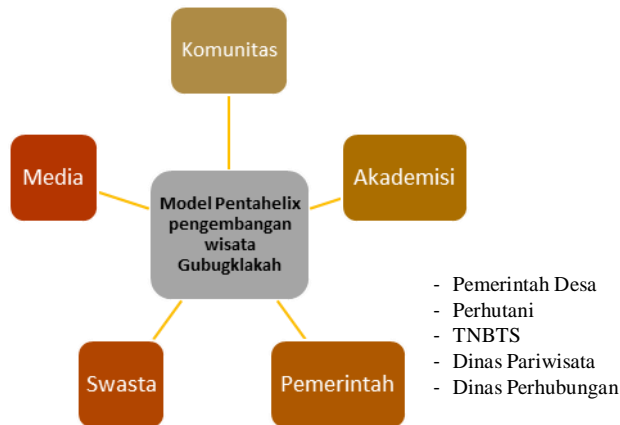 Komunitas
Media
Akademisi
Model Pentahelix
pengembangan
wisata
Gubugklakah
Swasta
Pemerintah
- Pemerintah Desa
- Perhutani
- TNBTS
- Dinas Pariwisata
- Dinas Perhubungan